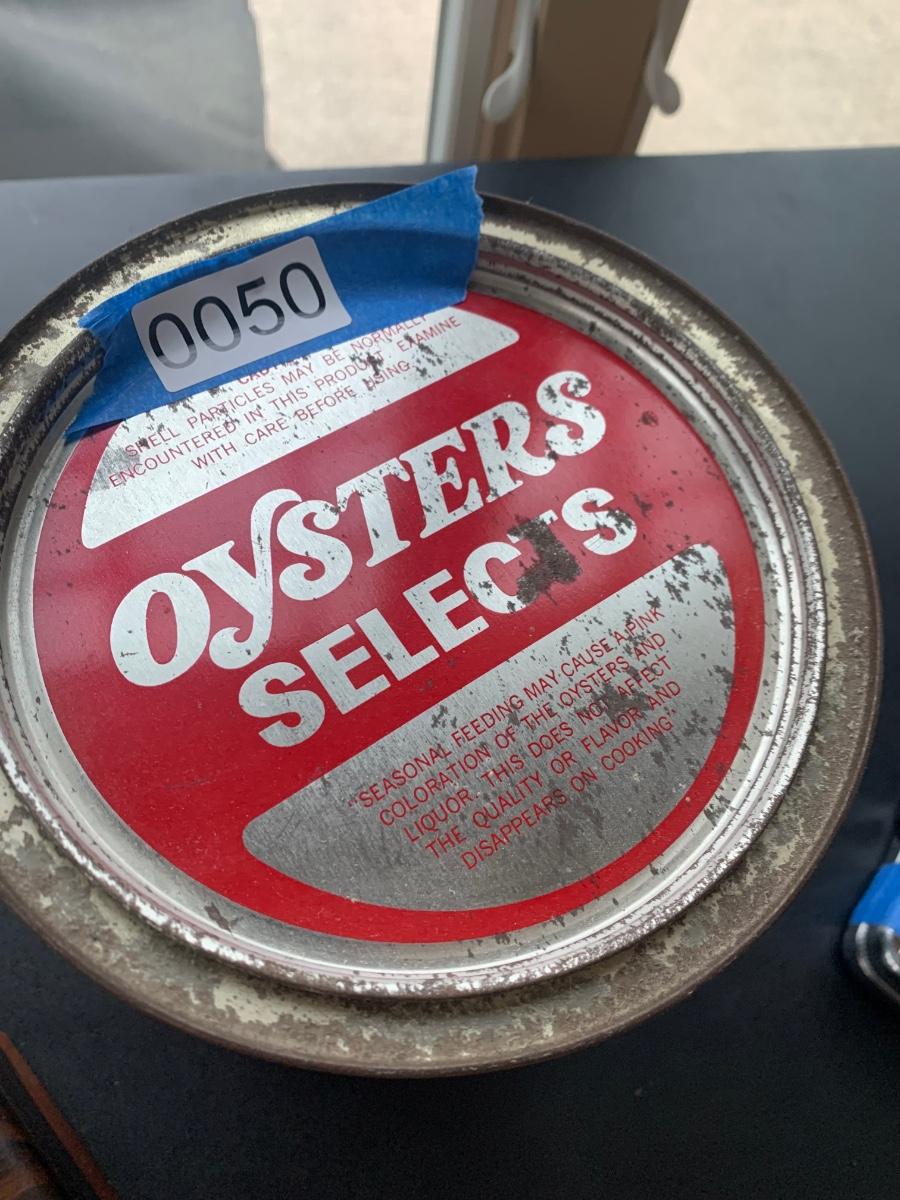 0050
SHELL PARTICLES MAY BE NORMALLY
ENCOUNTERED IN THIS PRODUCT EXAMINE
WITH CARE BEFORE USING
OYSTERS
SELECTS
"SEASONAL FEEDING MAY CAUSE A PINK
COLORATION OF THE OYSTERS AND
LIQUOR. THIS DOES NOT AFFECT
THE QUALITY OR FLAVOR AND
DISAPPEARS ON COOKING"